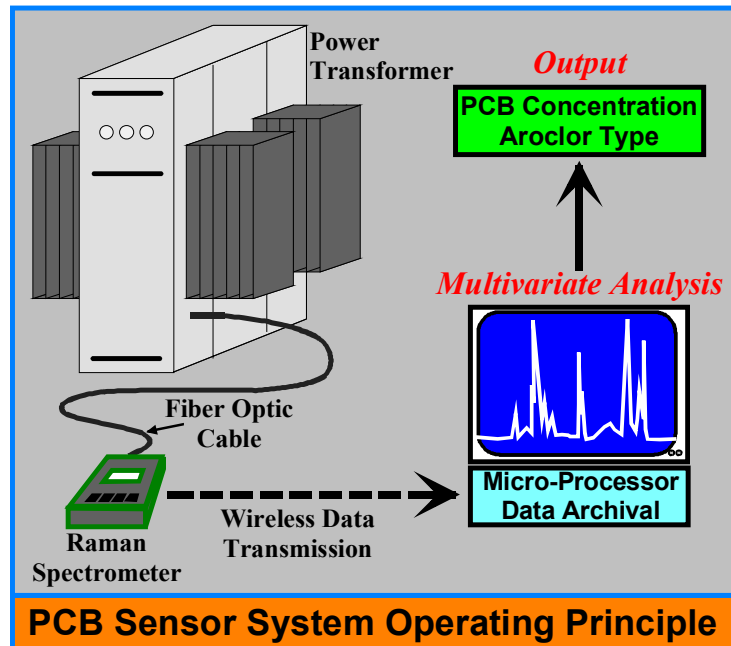 Power
Transformer
Output
PCB Concentration
Aroclor Type
Multivariate Analysis
Fiber Optic
Cable
Micro-Processor
Data Archival
Wireless Data
Transmission
Raman
Spectrometer
PCB Sensor System Operating Principle